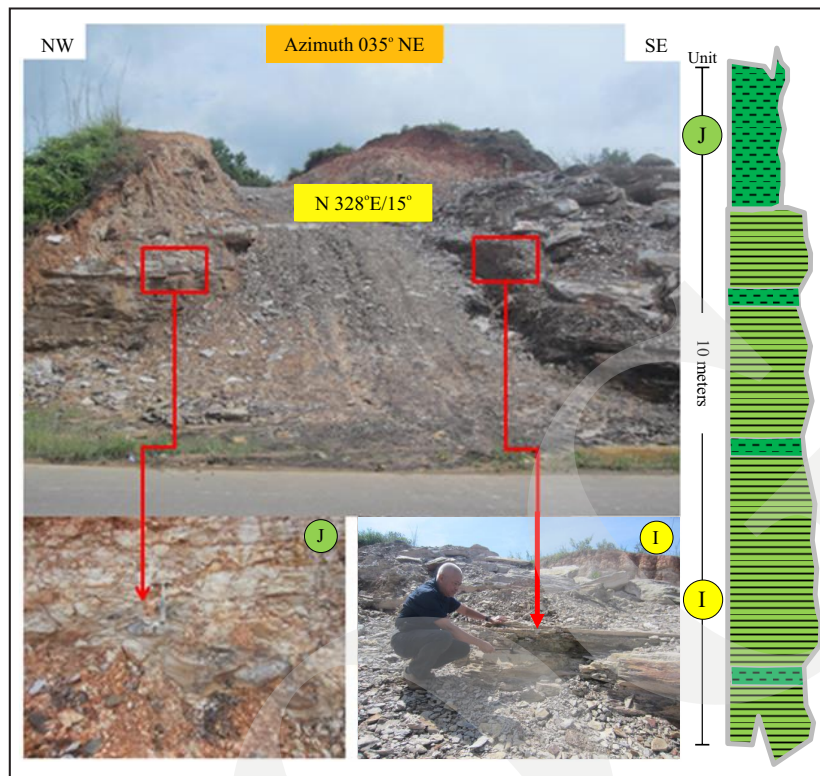 NW
Azimuth 035° NE
SE
Unit
J
N 328°E/15°
10 meters
J
I
I